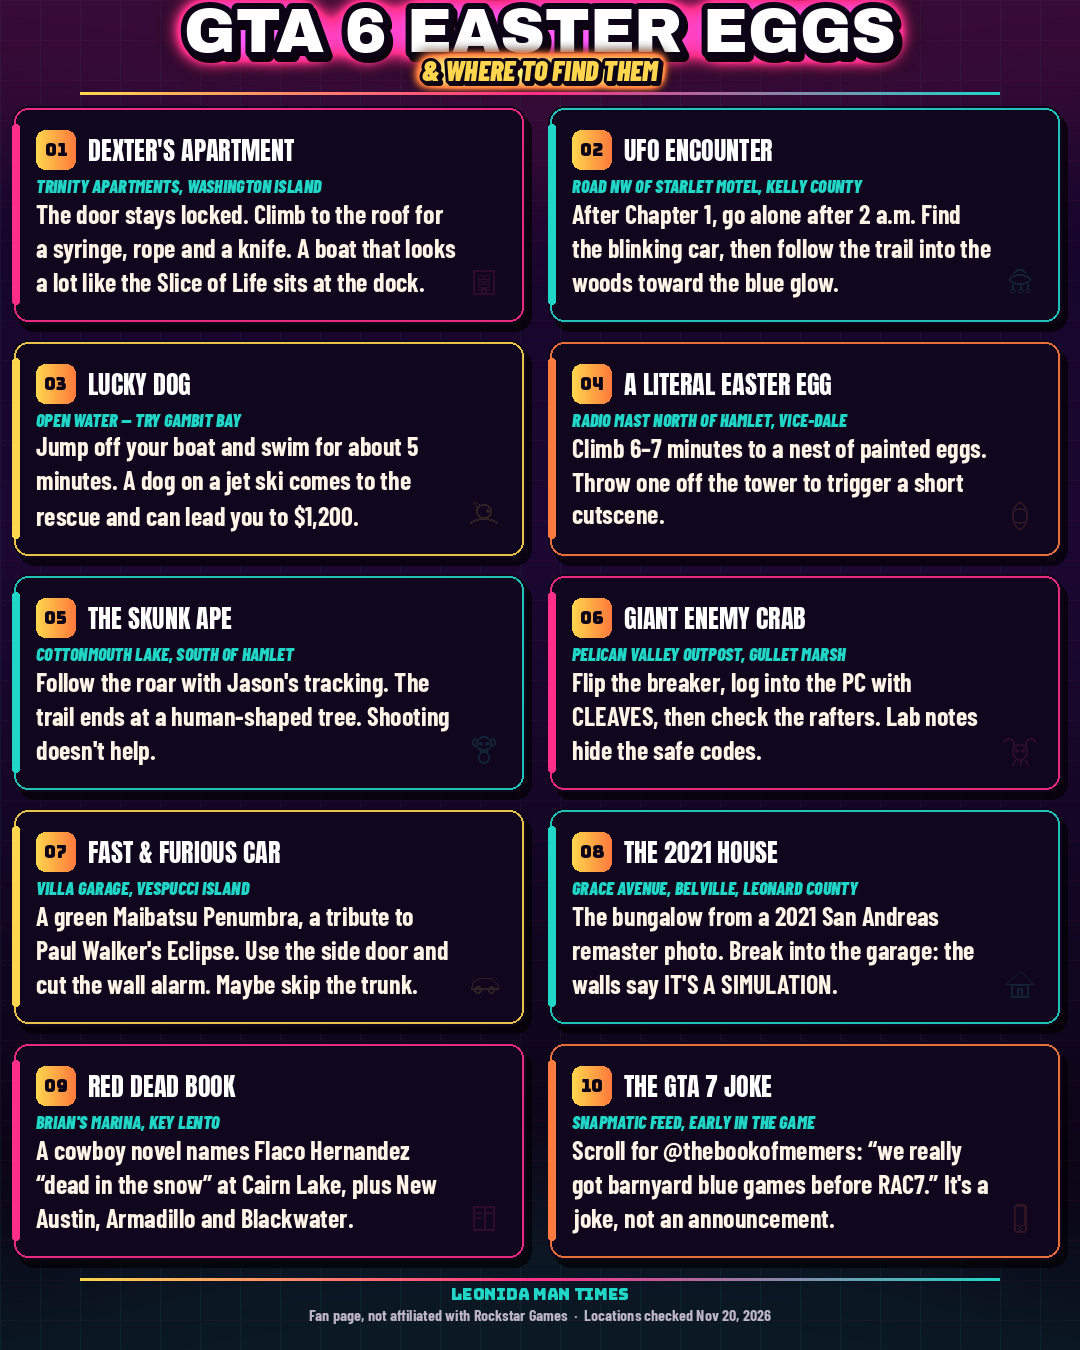 GTA 6 EASTER EGGS
& WHERE TO FIND THEM
01 DEXTER'S APARTMENT
TRINITY APARTMENTS, WASHINGTON ISLAND
The door stays locked. Climb to the roof for
a syringe, rope and a knife. A boat that looks
a lot like the Slice of Life sits at the dock.
02 UFO ENCOUNTER
ROAD NW OF STARLET MOTEL, KELLY COUNTY
After Chapter 1, go alone after 2 a.m. Find
the blinking car, then follow the trail into the
woods toward the blue glow.
03 LUCKY DOG
OPEN WATER – TRY GAMBIT BAY
Jump off your boat and swim for about 5
minutes. A dog on a jet ski comes to the
rescue and can lead you to $1,200.
04 A LITERAL EASTER EGG
RADIO MAST NORTH OF HAMLET, VICE-DALE
Climb 6–7 minutes to a nest of painted eggs.
Throw one off the tower to trigger a short
cutscene.
05 THE SKUNK APE
COTTONMOUTH LAKE, SOUTH OF HAMLET
Follow the roar with Jason's tracking. The
trail ends at a human-shaped tree. Shooting
doesn't help.
06 GIANT ENEMY CRAB
PELICAN VALLEY OUTPOST, GULLET MARSH
Flip the breaker, log into the PC with
CLEAVES, then check the rafters. Lab notes
hide the safe codes.
07 FAST & FURIOUS CAR
VILLA GARAGE, VESPUCCI ISLAND
A green Maibatsu Penumbra, a tribute to
Paul Walker's Eclipse. Use the side door and
cut the wall alarm. Maybe skip the trunk.
08 THE 2021 HOUSE
GRACE AVENUE, BELVILLE, LEONARD COUNTY
The bungalow from a 2021 San Andreas
remaster photo. Break into the garage: the
walls say IT'S A SIMULATION.
09 RED DEAD BOOK
BRIAN'S MARINA, KEY LENTO
A cowboy novel names Flaco Hernandez
“dead in the snow” at Cairn Lake, plus New
Austin, Armadillo and Blackwater.
10 THE GTA 7 JOKE
SNAPMATIC FEED, EARLY IN THE GAME
Scroll for @thebookofmemers: “we really
got barnyard blue games before RAC7.” It's a
joke, not an announcement.
LEONIDA MAN TIMES
Fan page, not affiliated with Rockstar Games · Locations checked Nov 20, 2026